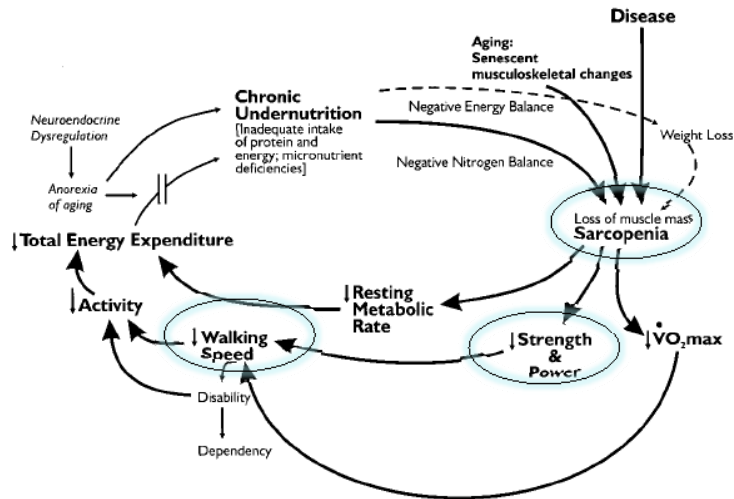 Disease
Aging:
Senescent
musculoskeletal changes
Chronic
Undernutrition
[Inadequate intake
of protein and
energy; micronutrient
deficiencies]
Negative Energy Balance
Weight Loss
Negative Nitrogen Balance
Neuroendocrine
Dysregulation
Anorexia
of aging
Loss of muscle mass
Sarcopenia
↓Total Energy Expenditure
↓Resting
Metabolic
Rate
↓Activity
↓Walking
Speed
↓Strength
&
Power
↓V̇O₂max
Disability
Dependency